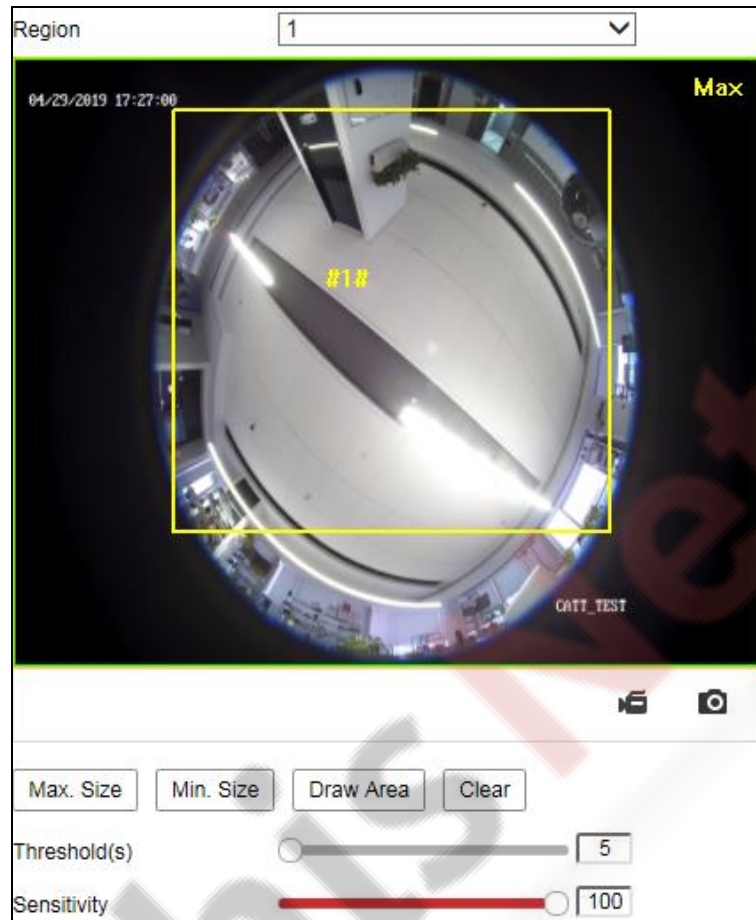 Region 1
04/29/2019 17:27:00 Max
#1#
CATT_TEST
Max. Size Min. Size Draw Area Clear
Threshold(s) 5
Sensitivity 100